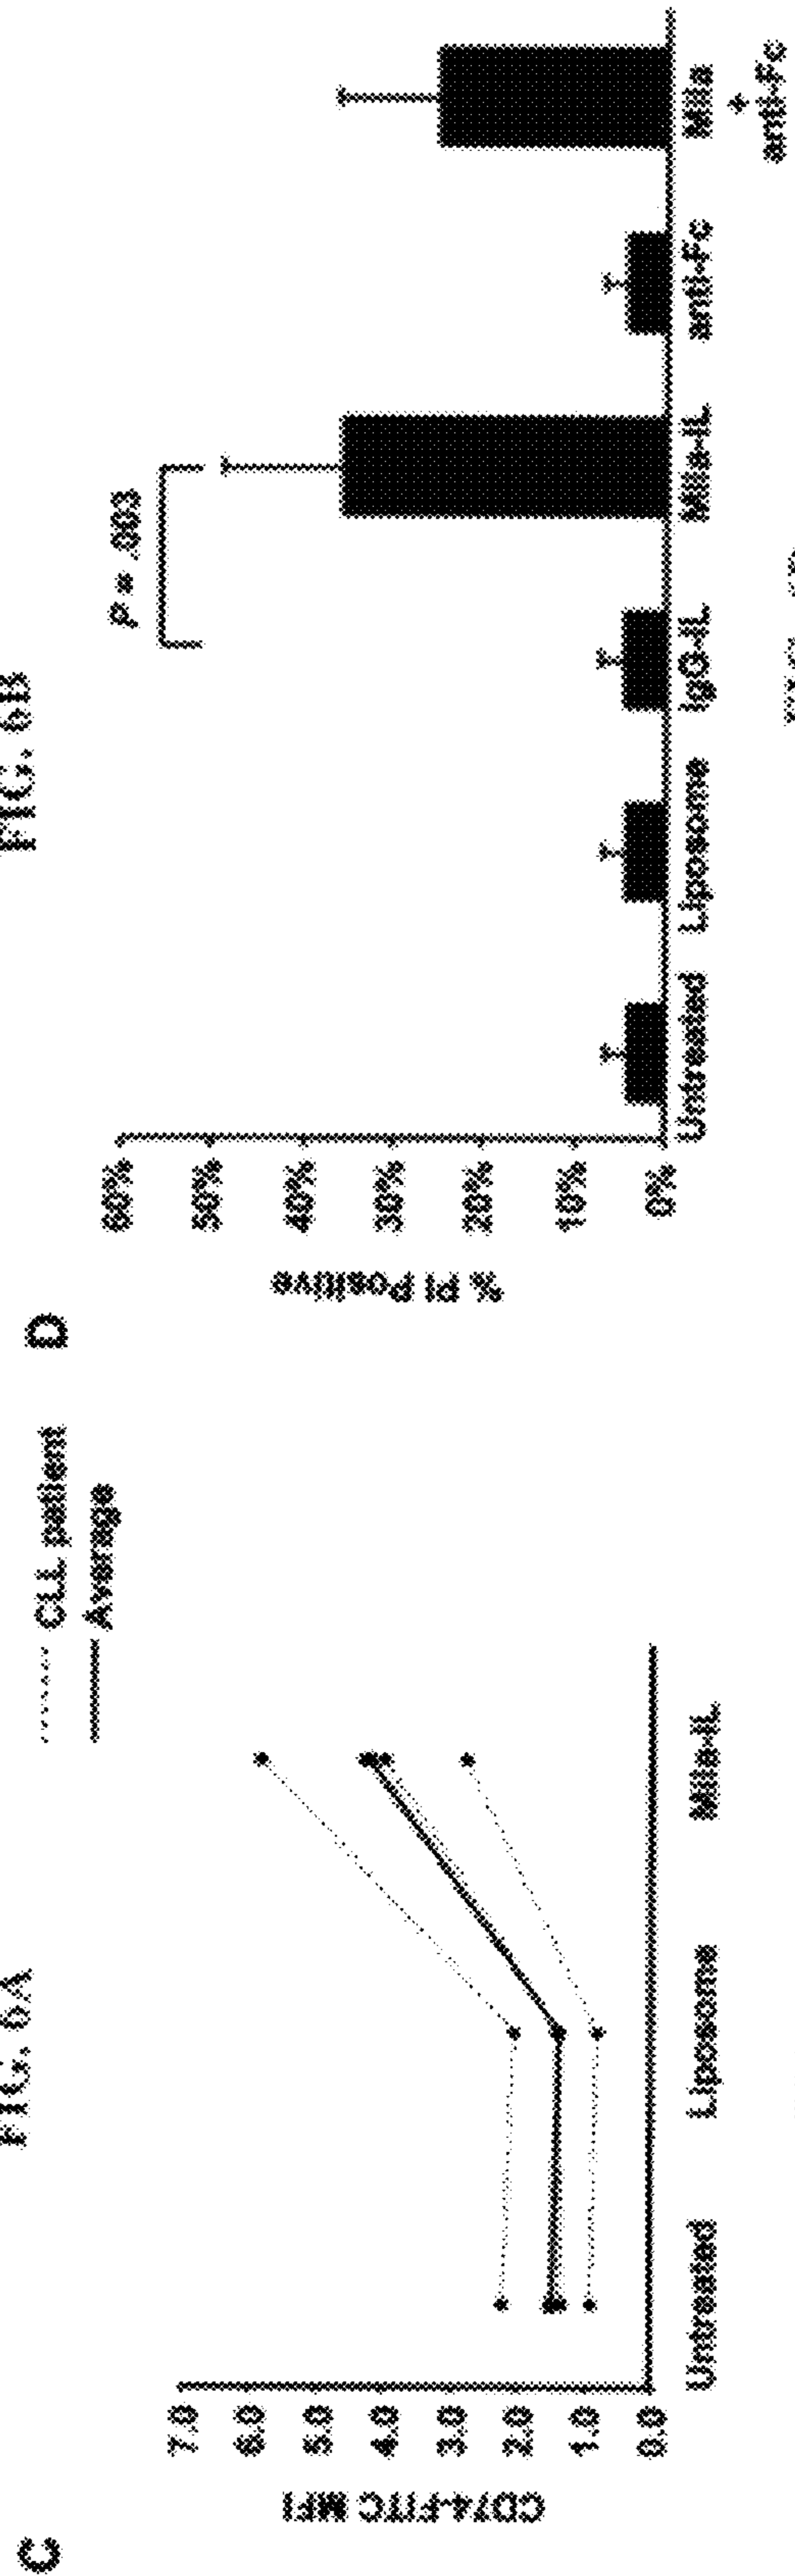 FIG. 6A
FIG. 6B
C
CLL patient
Average
CD74-FITC MFI
7.0
6.0
5.0
4.0
3.0
2.0
1.0
0.0
Untreated
Liposome
Mila-IL
D
P = .003
% PI Positive
60%
50%
40%
30%
20%
10%
0%
Untreated
Liposome
IgG-IL
Mila-IL
anti-Fc
Mila
+
anti-Fc